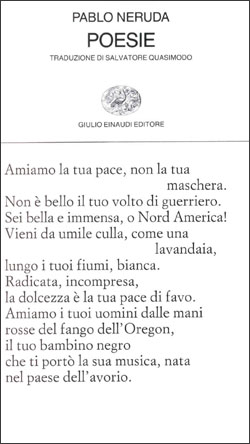 PABLO NERUDA
POESIE
TRADUZIONE DI SALVATORE QUASIMODO
GIULIO EINAUDI EDITORE
Amiamo la tua pace, non la tua
maschera.
Non è bello il tuo volto di guerriero.
Sei bella e immensa, o Nord America!
Vieni da umile culla, come una
lavandaia,
lungo i tuoi fiumi, bianca.
Radicata, incompresa,
la dolcezza è la tua pace di favo.
Amiamo i tuoi uomini dalle mani
rosse del fango dell'Oregon,
il tuo bambino negro
che ti portò la sua musica, nata
nel paese dell'avorio.